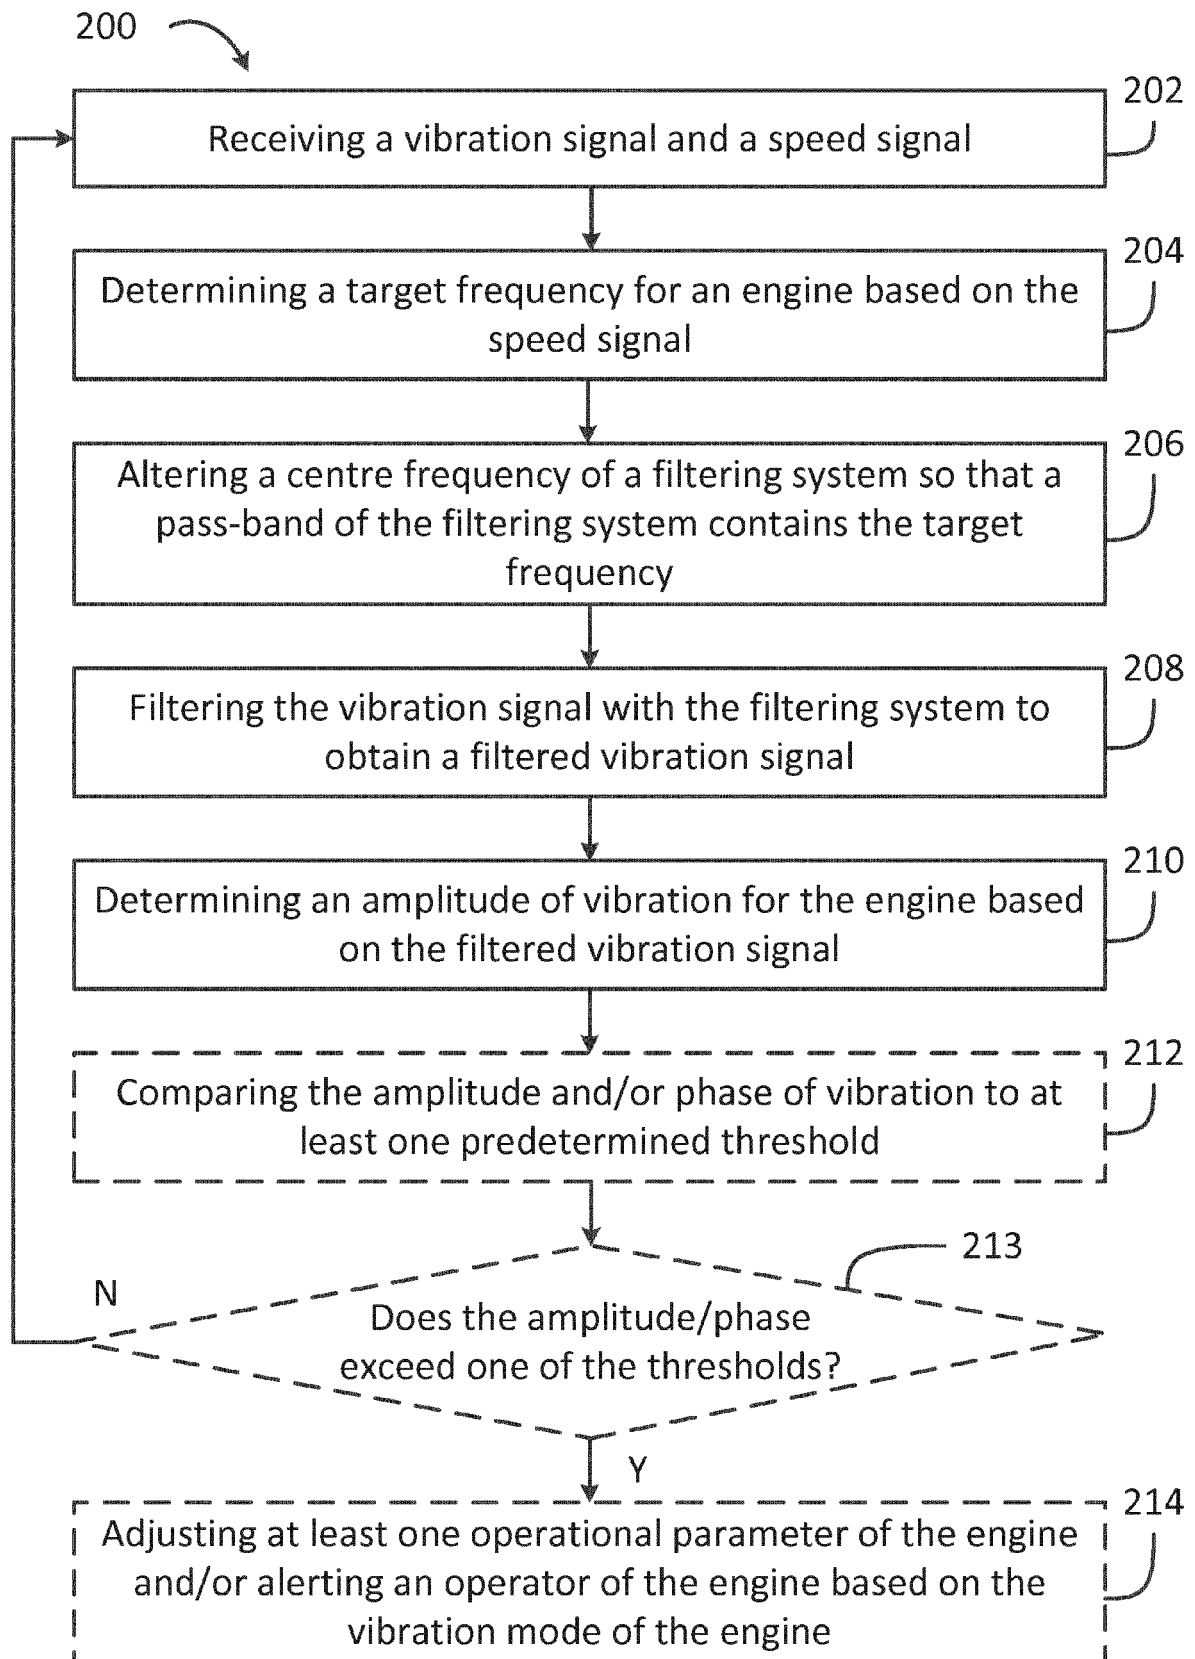 200
202
Receiving a vibration signal and a speed signal
204
Determining a target frequency for an engine based on the
speed signal
206
Altering a centre frequency of a filtering system so that a
pass-band of the filtering system contains the target
frequency
208
Filtering the vibration signal with the filtering system to
obtain a filtered vibration signal
210
Determining an amplitude of vibration for the engine based
on the filtered vibration signal
212
Comparing the amplitude and/or phase of vibration to at
least one predetermined threshold
213
N
Does the amplitude/phase
exceed one of the thresholds?
Y
214
Adjusting at least one operational parameter of the engine
and/or alerting an operator of the engine based on the
vibration mode of the engine